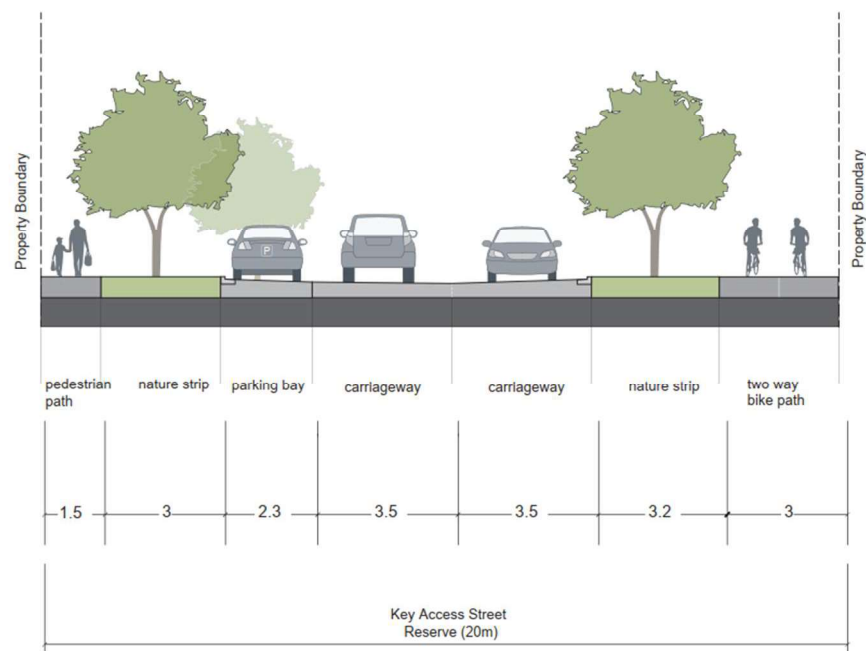 Property Boundary
Property Boundary
P
pedestrian path
nature strip
parking bay
carriageway
carriageway
nature strip
two way
bike path
1.5
3
2.3
3.5
3.5
3.2
3
Key Access Street
Reserve (20m)